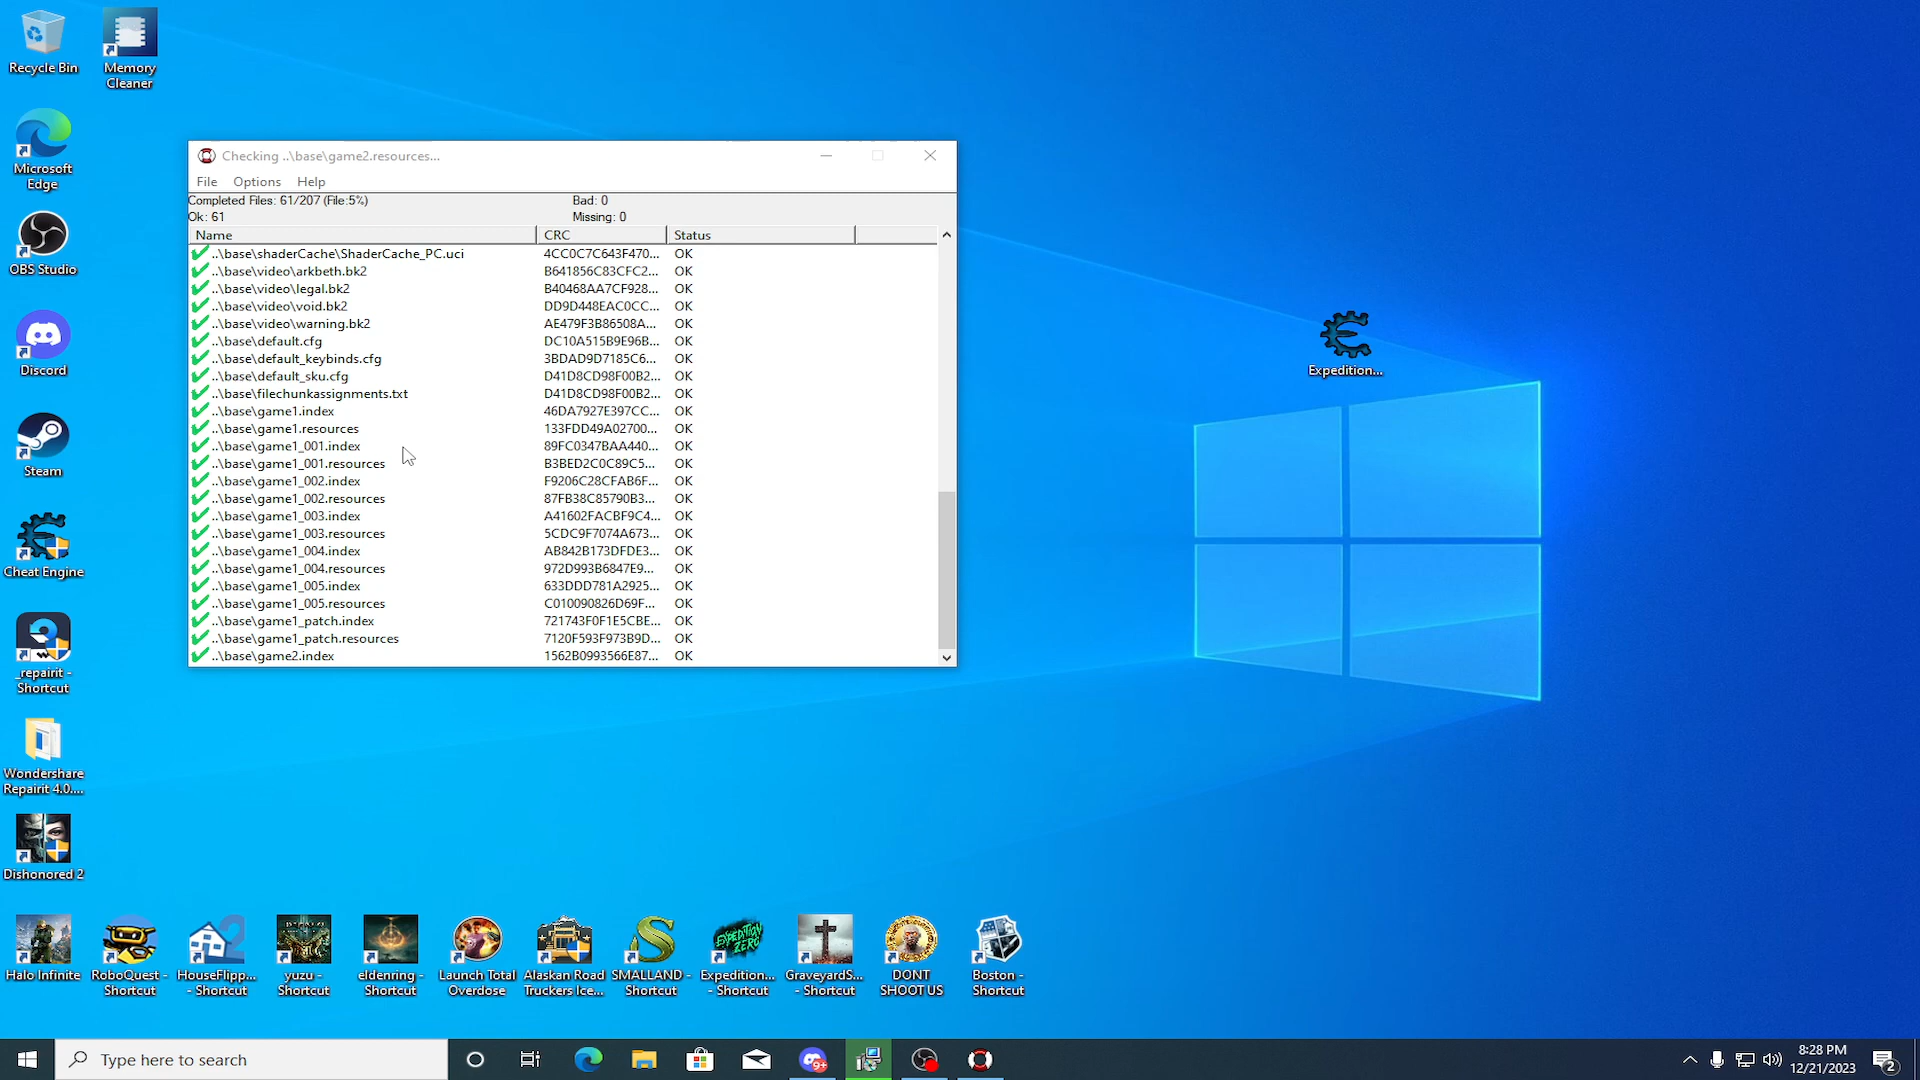 Recycle Bin
Memory
Cleaner
Microsoft
Edge
OBS Studio
Discord
Steam
Cheat Engine
_repairit -
Shortcut
Wondershare
Repairit 4.0....
Dishonored 2
Checking ..\base\game2.resources...
File Options Help
Completed Files: 61/207 (File:5%) Bad: 0
Ok: 61 Missing: 0
Name CRC Status
..\base\shaderCache\ShaderCache_PC.uci 4CC0C7C643F470... OK
..\base\video\arkbeth.bk2 B641856C83CFC2... OK
..\base\video\legal.bk2 B40468AA7CF928... OK
..\base\video\void.bk2 DD9D448EAC0CC... OK
..\base\video\warning.bk2 AE479F3B86508A... OK
..\base\default.cfg DC10A515B9E96B... OK
..\base\default_keybinds.cfg 3BDAD9D7185C6... OK
..\base\default_sku.cfg D41D8CD98F00B2... OK
..\base\filechunkassignments.txt D41D8CD98F00B2... OK
..\base\game1.index 46DA7927E397CC... OK
..\base\game1.resources 133FDD49A02700... OK
..\base\game1_001.index 89FC0347BAA440... OK
..\base\game1_001.resources B3BED2C0C89C5... OK
..\base\game1_002.index F9206C28CFAB6F... OK
..\base\game1_002.resources 87FB38C85790B3... OK
..\base\game1_003.index A41602FACBF9C4... OK
..\base\game1_003.resources 5CDC9F7074A673... OK
..\base\game1_004.index AB842B173DFDE3... OK
..\base\game1_004.resources 972D993B6847E9... OK
..\base\game1_005.index 633DDD781A2925... OK
..\base\game1_005.resources C010090826D69F... OK
..\base\game1_patch.index 721743F0F1E5CBE... OK
..\base\game1_patch.resources 7120F593F973B9D... OK
..\base\game2.index 1562B0993566E87... OK
Expedition...
Halo Infinite
RoboQuest -
Shortcut
HouseFlipp...
- Shortcut
yuzu -
Shortcut
eldenring -
Shortcut
Launch Total
Overdose
Alaskan Road
Truckers Ice...
SMALLAND -
Shortcut
EXPEDITION
ZERO
Expedition...
- Shortcut
GraveyardS...
- Shortcut
DONT
SHOOT US
Boston -
Shortcut
Type here to search
9+
8:28 PM
12/21/2023
2